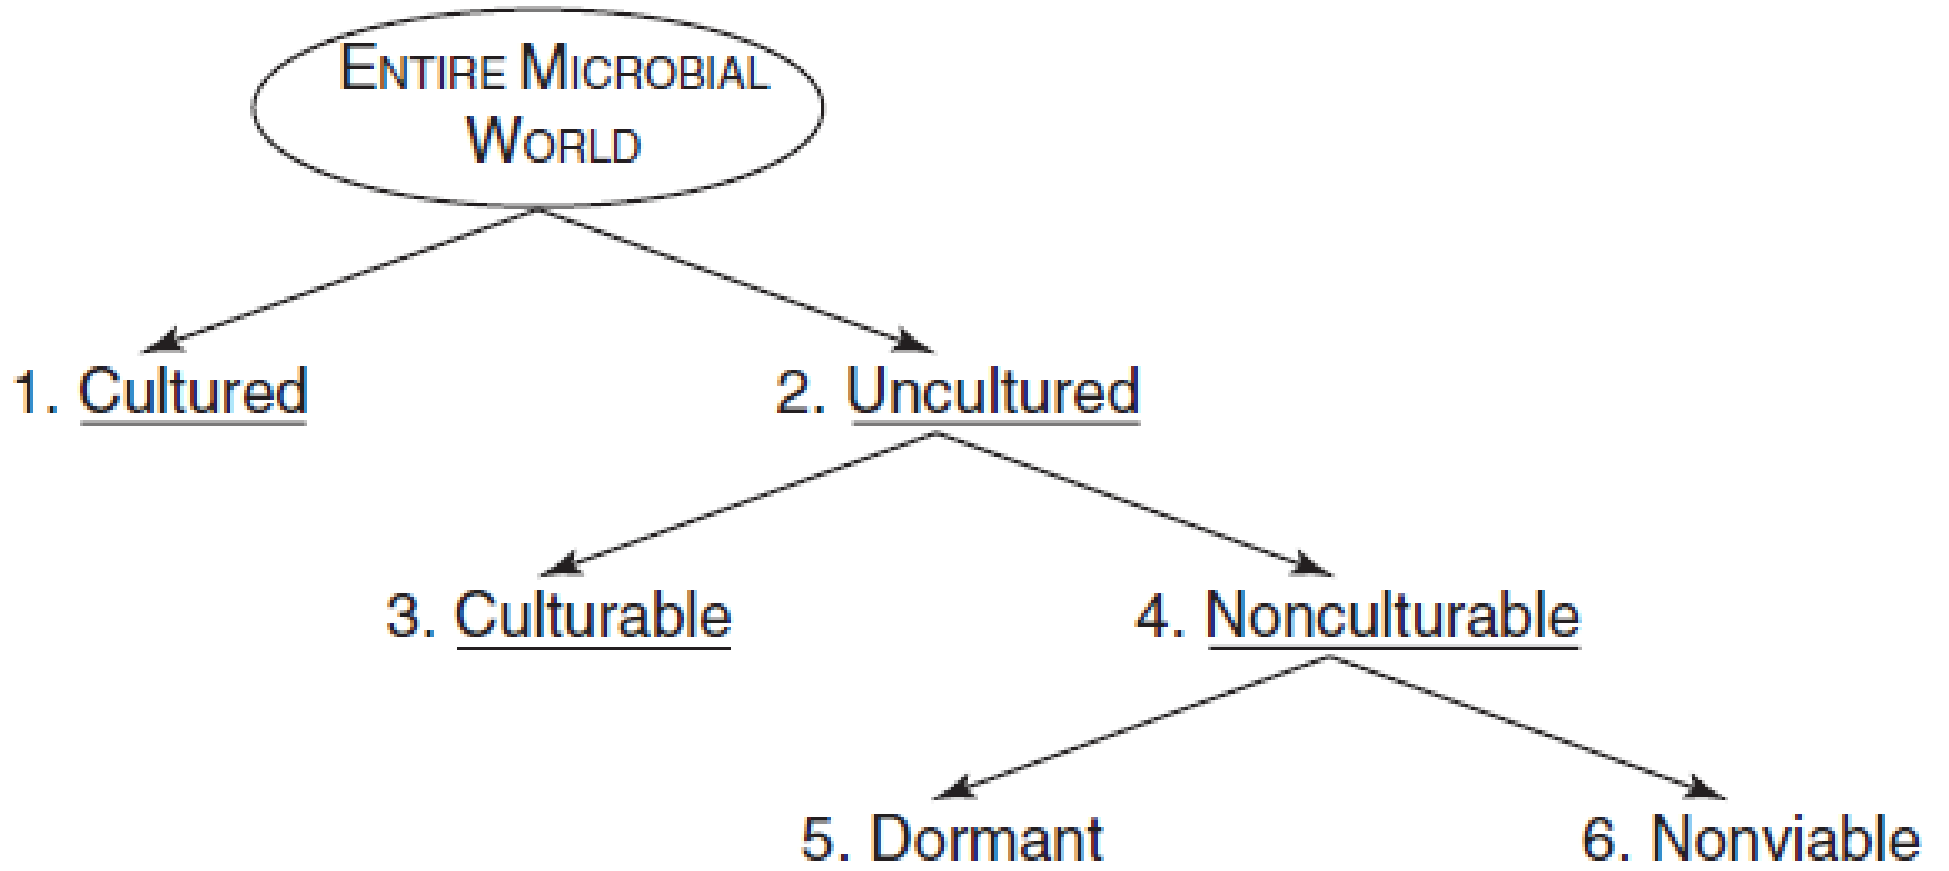 ENTIRE MICROBIAL
WORLD
1. Cultured
2. Uncultured
3. Culturable
4. Nonculturable
5. Dormant
6. Nonviable